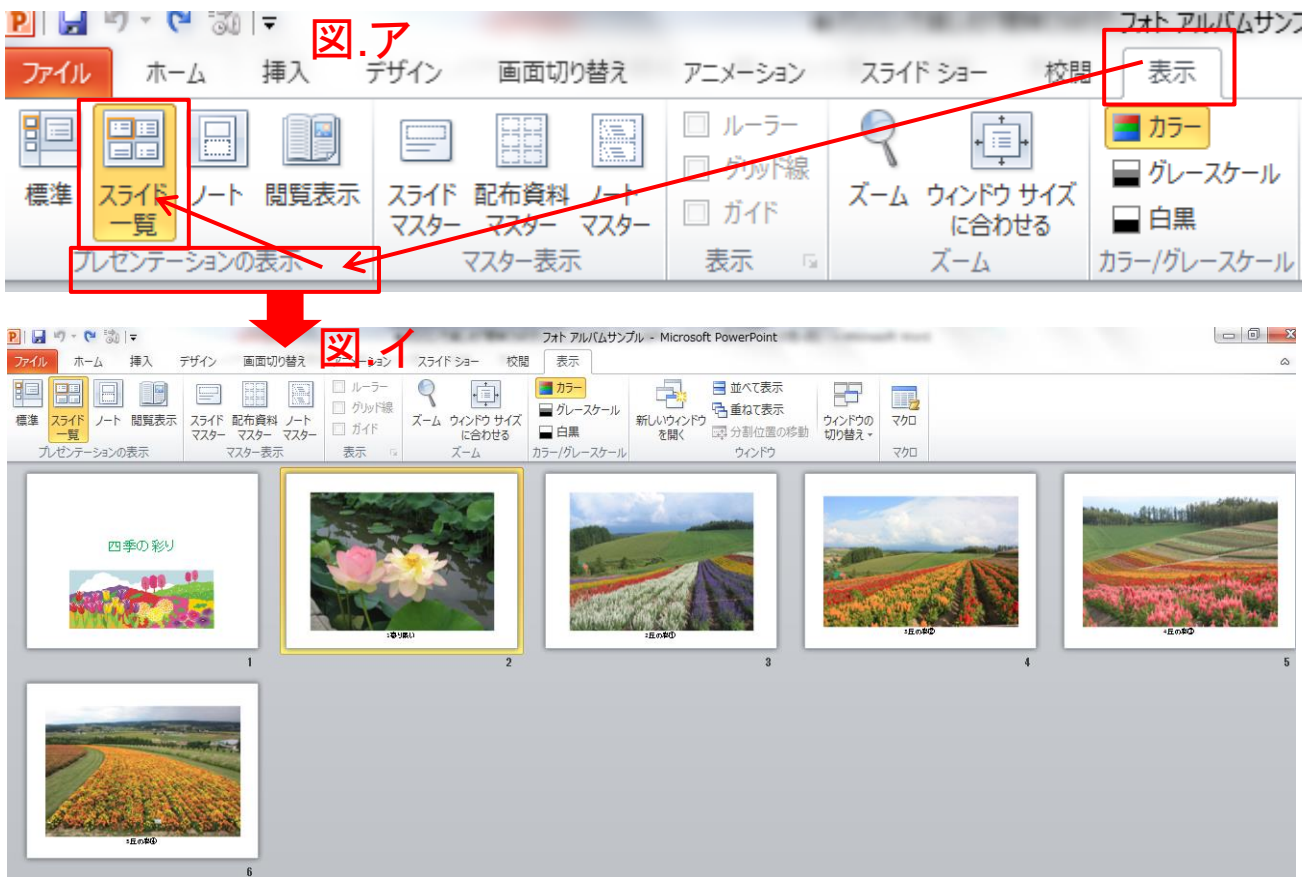 フォト アルバムサンプ
図.ア
ファイル ホーム 挿入 デザイン 画面切り替え アニメーション スライド ショー 校閲 表示
ルーラー
グリッド線
ガイド
カラー
グレースケール
白黒
標準 スライド一覧 ノート 閲覧表示 スライド マスター 配布資料 マスター ノート マスター ズーム ウィンドウ サイズに合わせる
プレゼンテーションの表示 マスター表示 表示 ズーム カラー/グレースケール
フォト アルバムサンプル - Microsoft PowerPoint
図.イ
ファイル ホーム 挿入 デザイン 画面切り替え スライド ショー 校閲 表示
ルーラー
グリッド線
ガイド
カラー
グレースケール
白黒
並べて表示
重ねて表示
分割位置の移動
標準 スライド一覧 ノート 閲覧表示 スライド マスター 配布資料 マスター ノート マスター ズーム ウィンドウ サイズに合わせる 新しいウィンドウを開く ウィンドウの切り替え マクロ
プレゼンテーションの表示 マスター表示 表示 ズーム カラー/グレースケール ウィンドウ マクロ
四季の彩り
1 2 3 4 5
6